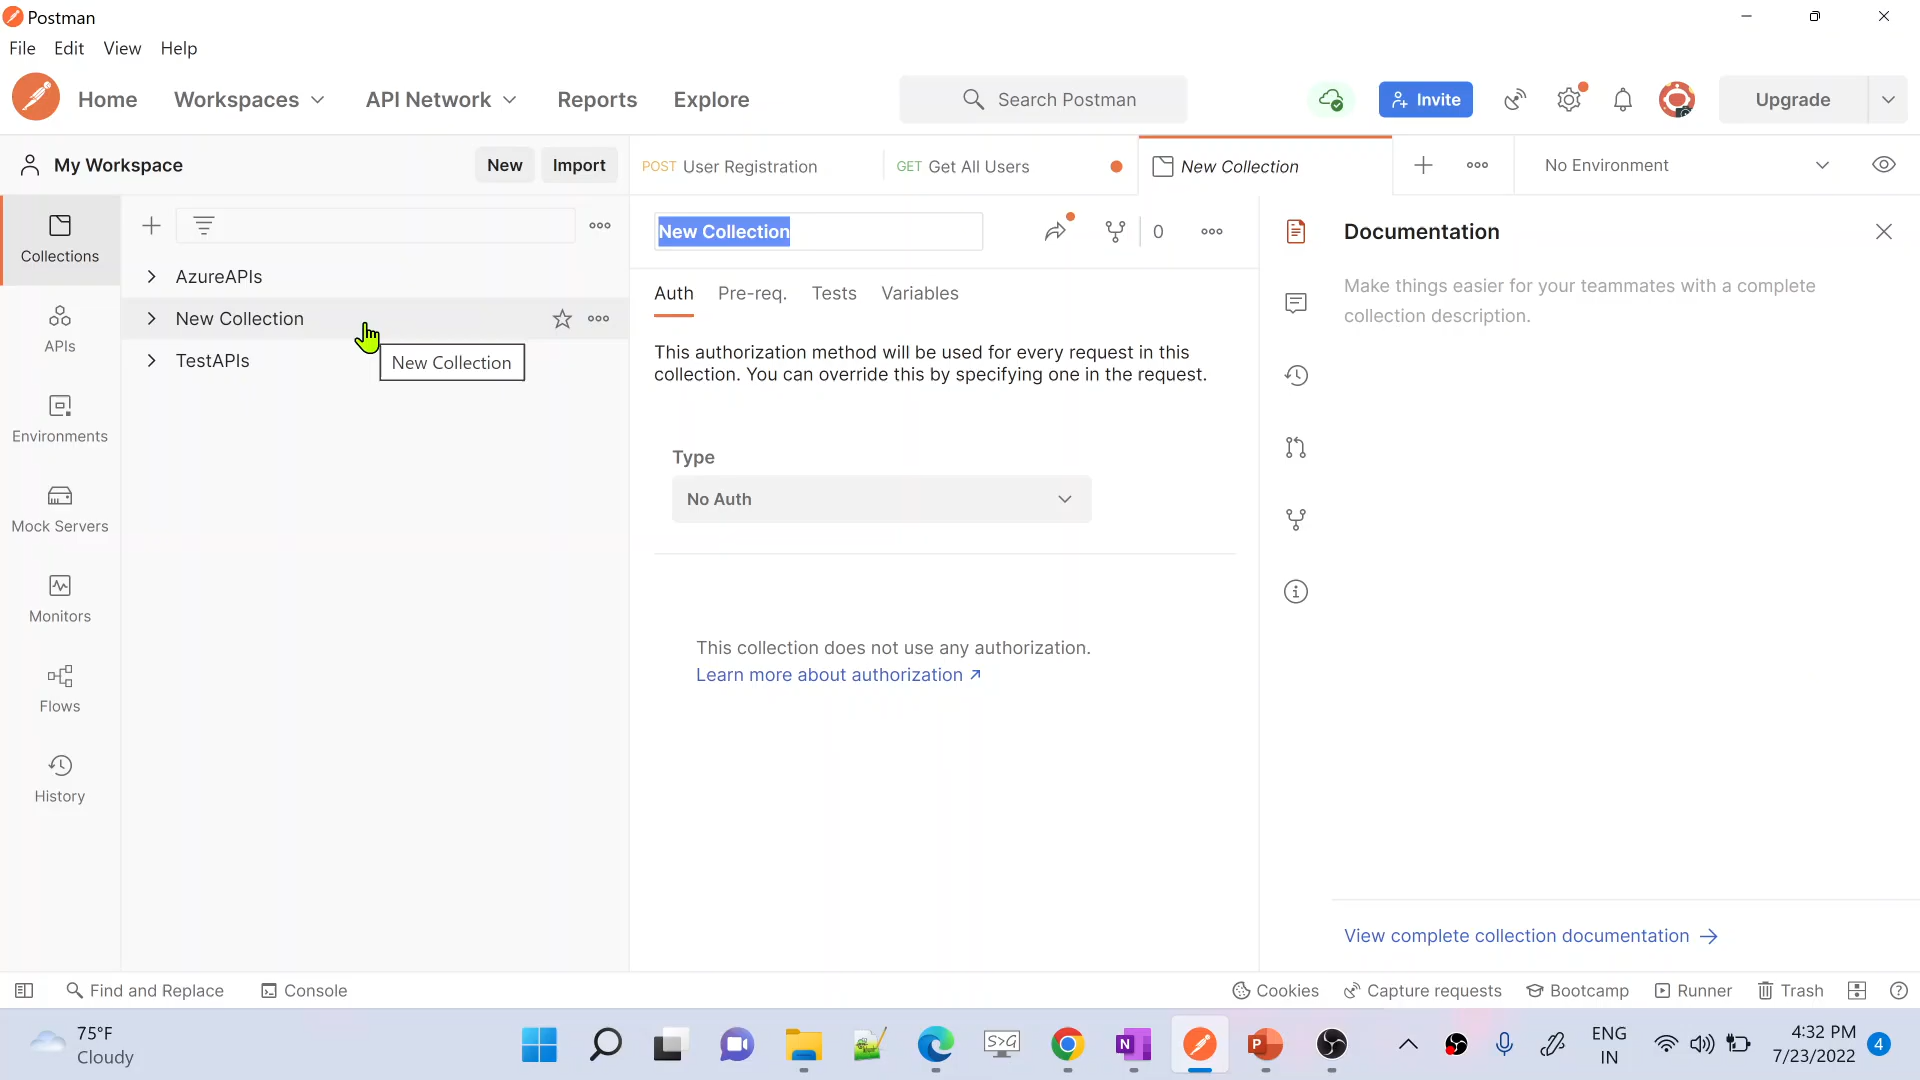 Postman
File Edit View Help
Home Workspaces API Network Reports Explore Search Postman Invite Upgrade
My Workspace New Import POST User Registration GET Get All Users New Collection No Environment
Collections
APIs
Environments
Mock Servers
Monitors
Flows
History
AzureAPIs
New Collection
TestAPIs
New Collection
New Collection 0
Auth Pre-req. Tests Variables
This authorization method will be used for every request in this
collection. You can override this by specifying one in the request.
Type
No Auth
This collection does not use any authorization.
Learn more about authorization ↗
Documentation
Make things easier for your teammates with a complete
collection description.
View complete collection documentation →
Find and Replace Console Cookies Capture requests Bootcamp Runner Trash
75°F
Cloudy
S>G
N
P
ENG
IN
4:32 PM
7/23/2022
4